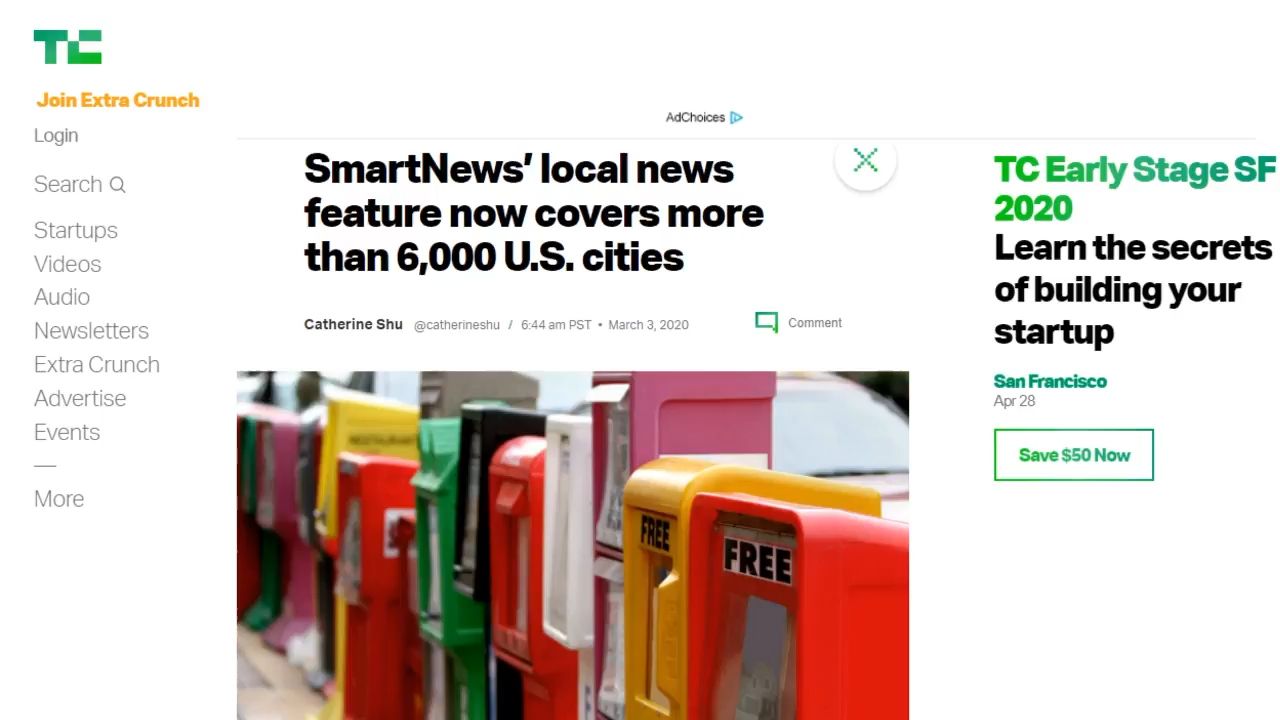 TC
Join Extra Crunch
Login
Search
Startups
Videos
Audio
Newsletters
Extra Crunch
Advertise
Events
—
More
AdChoices
SmartNews’ local news
feature now covers more
than 6,000 U.S. cities
Catherine Shu @catherineshu / 6:44 am PST • March 3, 2020
Comment
RESTAURANT
FREE
FREE
TC Early Stage SF
2020
Learn the secrets
of building your
startup
San Francisco
Apr 28
Save $50 Now